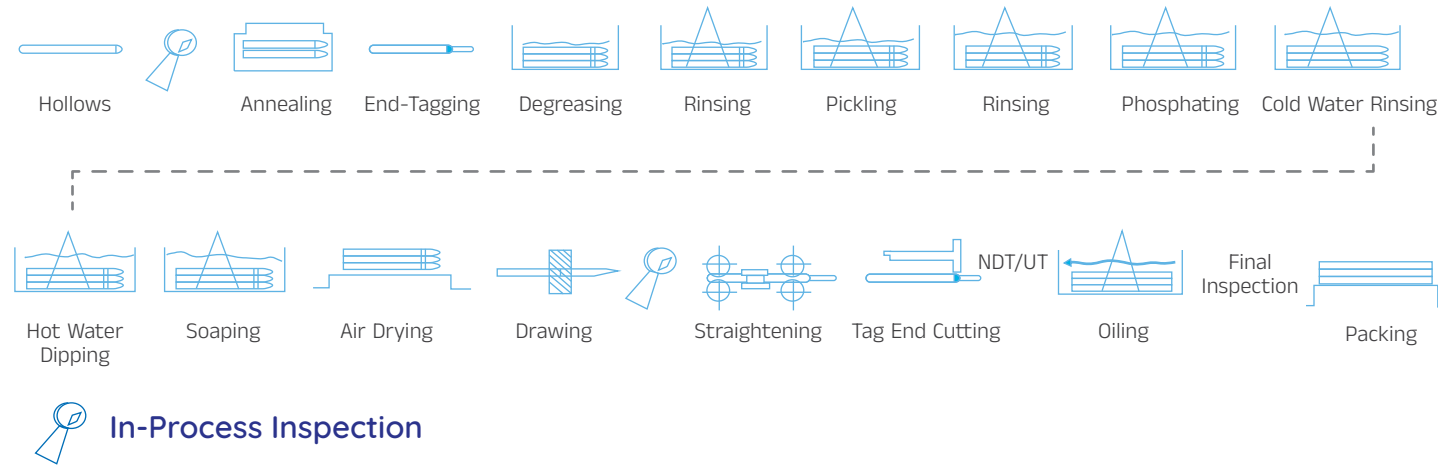 Hollows
Annealing
End-Tagging
Degreasing
Rinsing
Pickling
Rinsing
Phosphating
Cold Water Rinsing
Hot Water
Dipping
Soaping
Air Drying
Drawing
Straightening
Tag End Cutting
NDT/UT
Oiling
Final
Inspection
Packing
In-Process Inspection